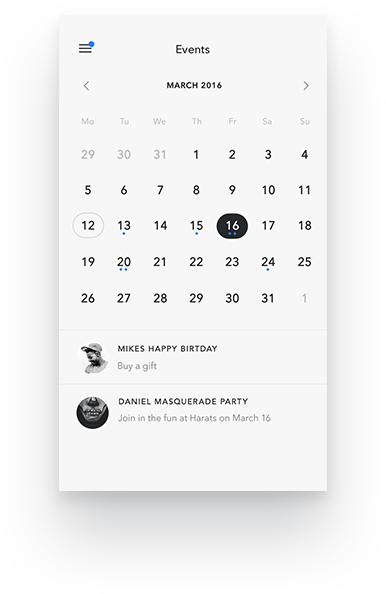 Events
MARCH 2016
Mo Tu We Th Fr Sa Su
29 30 31 1 2 3 4
5 6 7 8 9 10 11
12 13 14 15 16 17 18
19 20 21 22 23 24 25
26 27 28 29 30 31 1
MIKES HAPPY BIRTDAY
Buy a gift
DANIEL MASQUERADE PARTY
Join in the fun at Harats on March 16